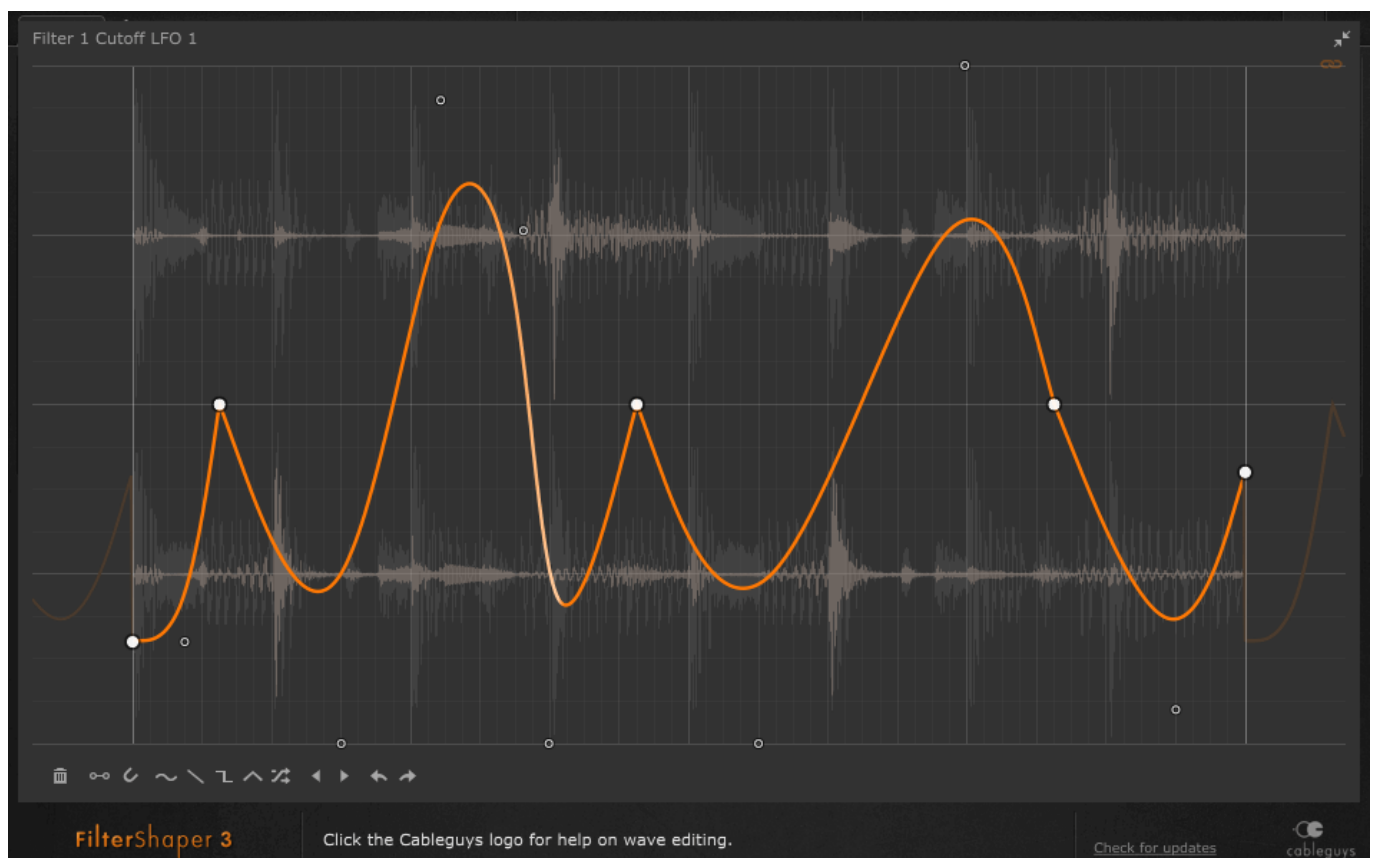 Filter 1 Cutoff LFO 1
FilterShaper 3
Click the Cableguys logo for help on wave editing.
Check for updates
cableguys